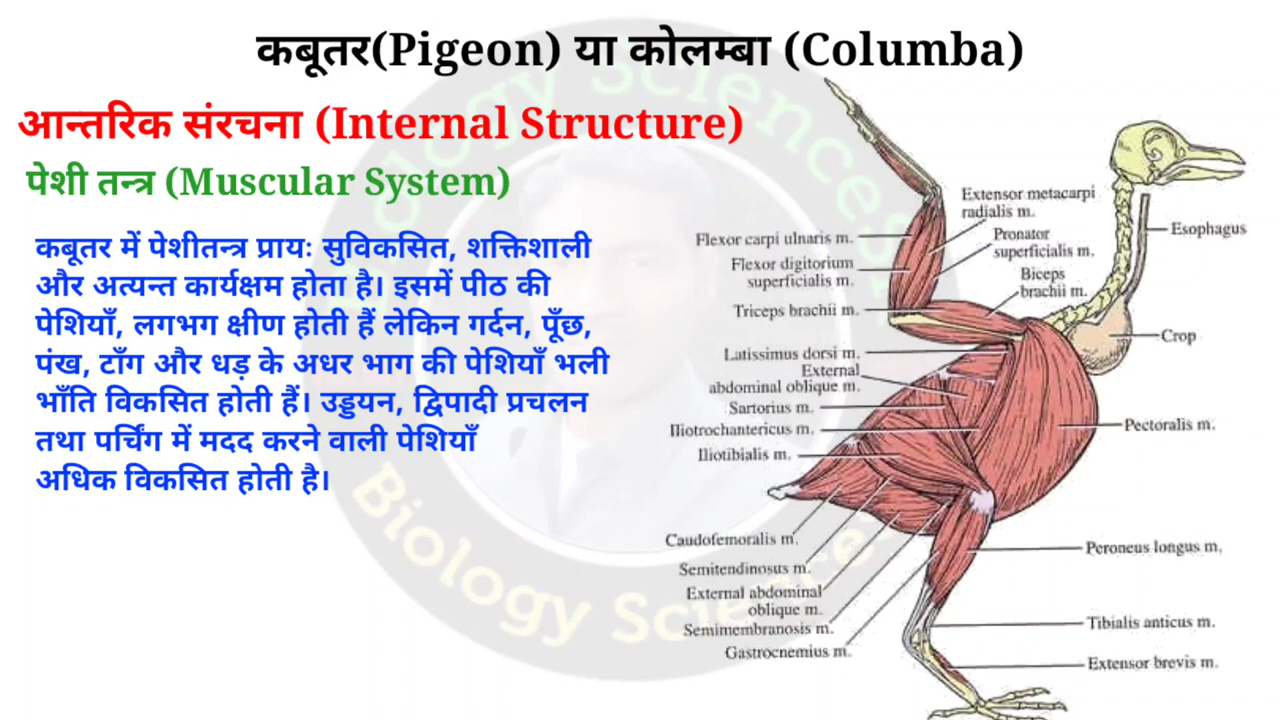 कबूतर(Pigeon) या कोलम्बा (Columba)
आन्तरिक संरचना (Internal Structure)
पेशी तन्त्र (Muscular System)
कबूतर में पेशीतन्त्र प्रायः सुविकसित, शक्तिशाली
और अत्यन्त कार्यक्षम होता है। इसमें पीठ की
पेशियाँ, लगभग क्षीण होती हैं लेकिन गर्दन, पूँछ,
पंख, टाँग और धड़ के अधर भाग की पेशियाँ भली
भाँति विकसित होती हैं। उड्डयन, द्विपादी प्रचलन
तथा पर्चिंग में मदद करने वाली पेशियाँ
अधिक विकसित होती है।
Extensor metacarpi
radialis m.
Flexor carpi ulnaris m.
Pronator
superficialis m.
Esophagus
Flexor digitorium
superficialis m.
Biceps
brachii m.
Triceps brachii m.
Crop
Latissimus dorsi m.
External
abdominal oblique m.
Sartorius m.
Iliotrochantericus m.
Pectoralis m.
Iliotibialis m.
Caudofemoralis m.
Peroneus longus m.
Semitendinosus m.
External abdominal
oblique m.
Semimembranosis m.
Tibialis anticus m.
Gastrocnemius m.
Extensor brevis m.
Biology Science